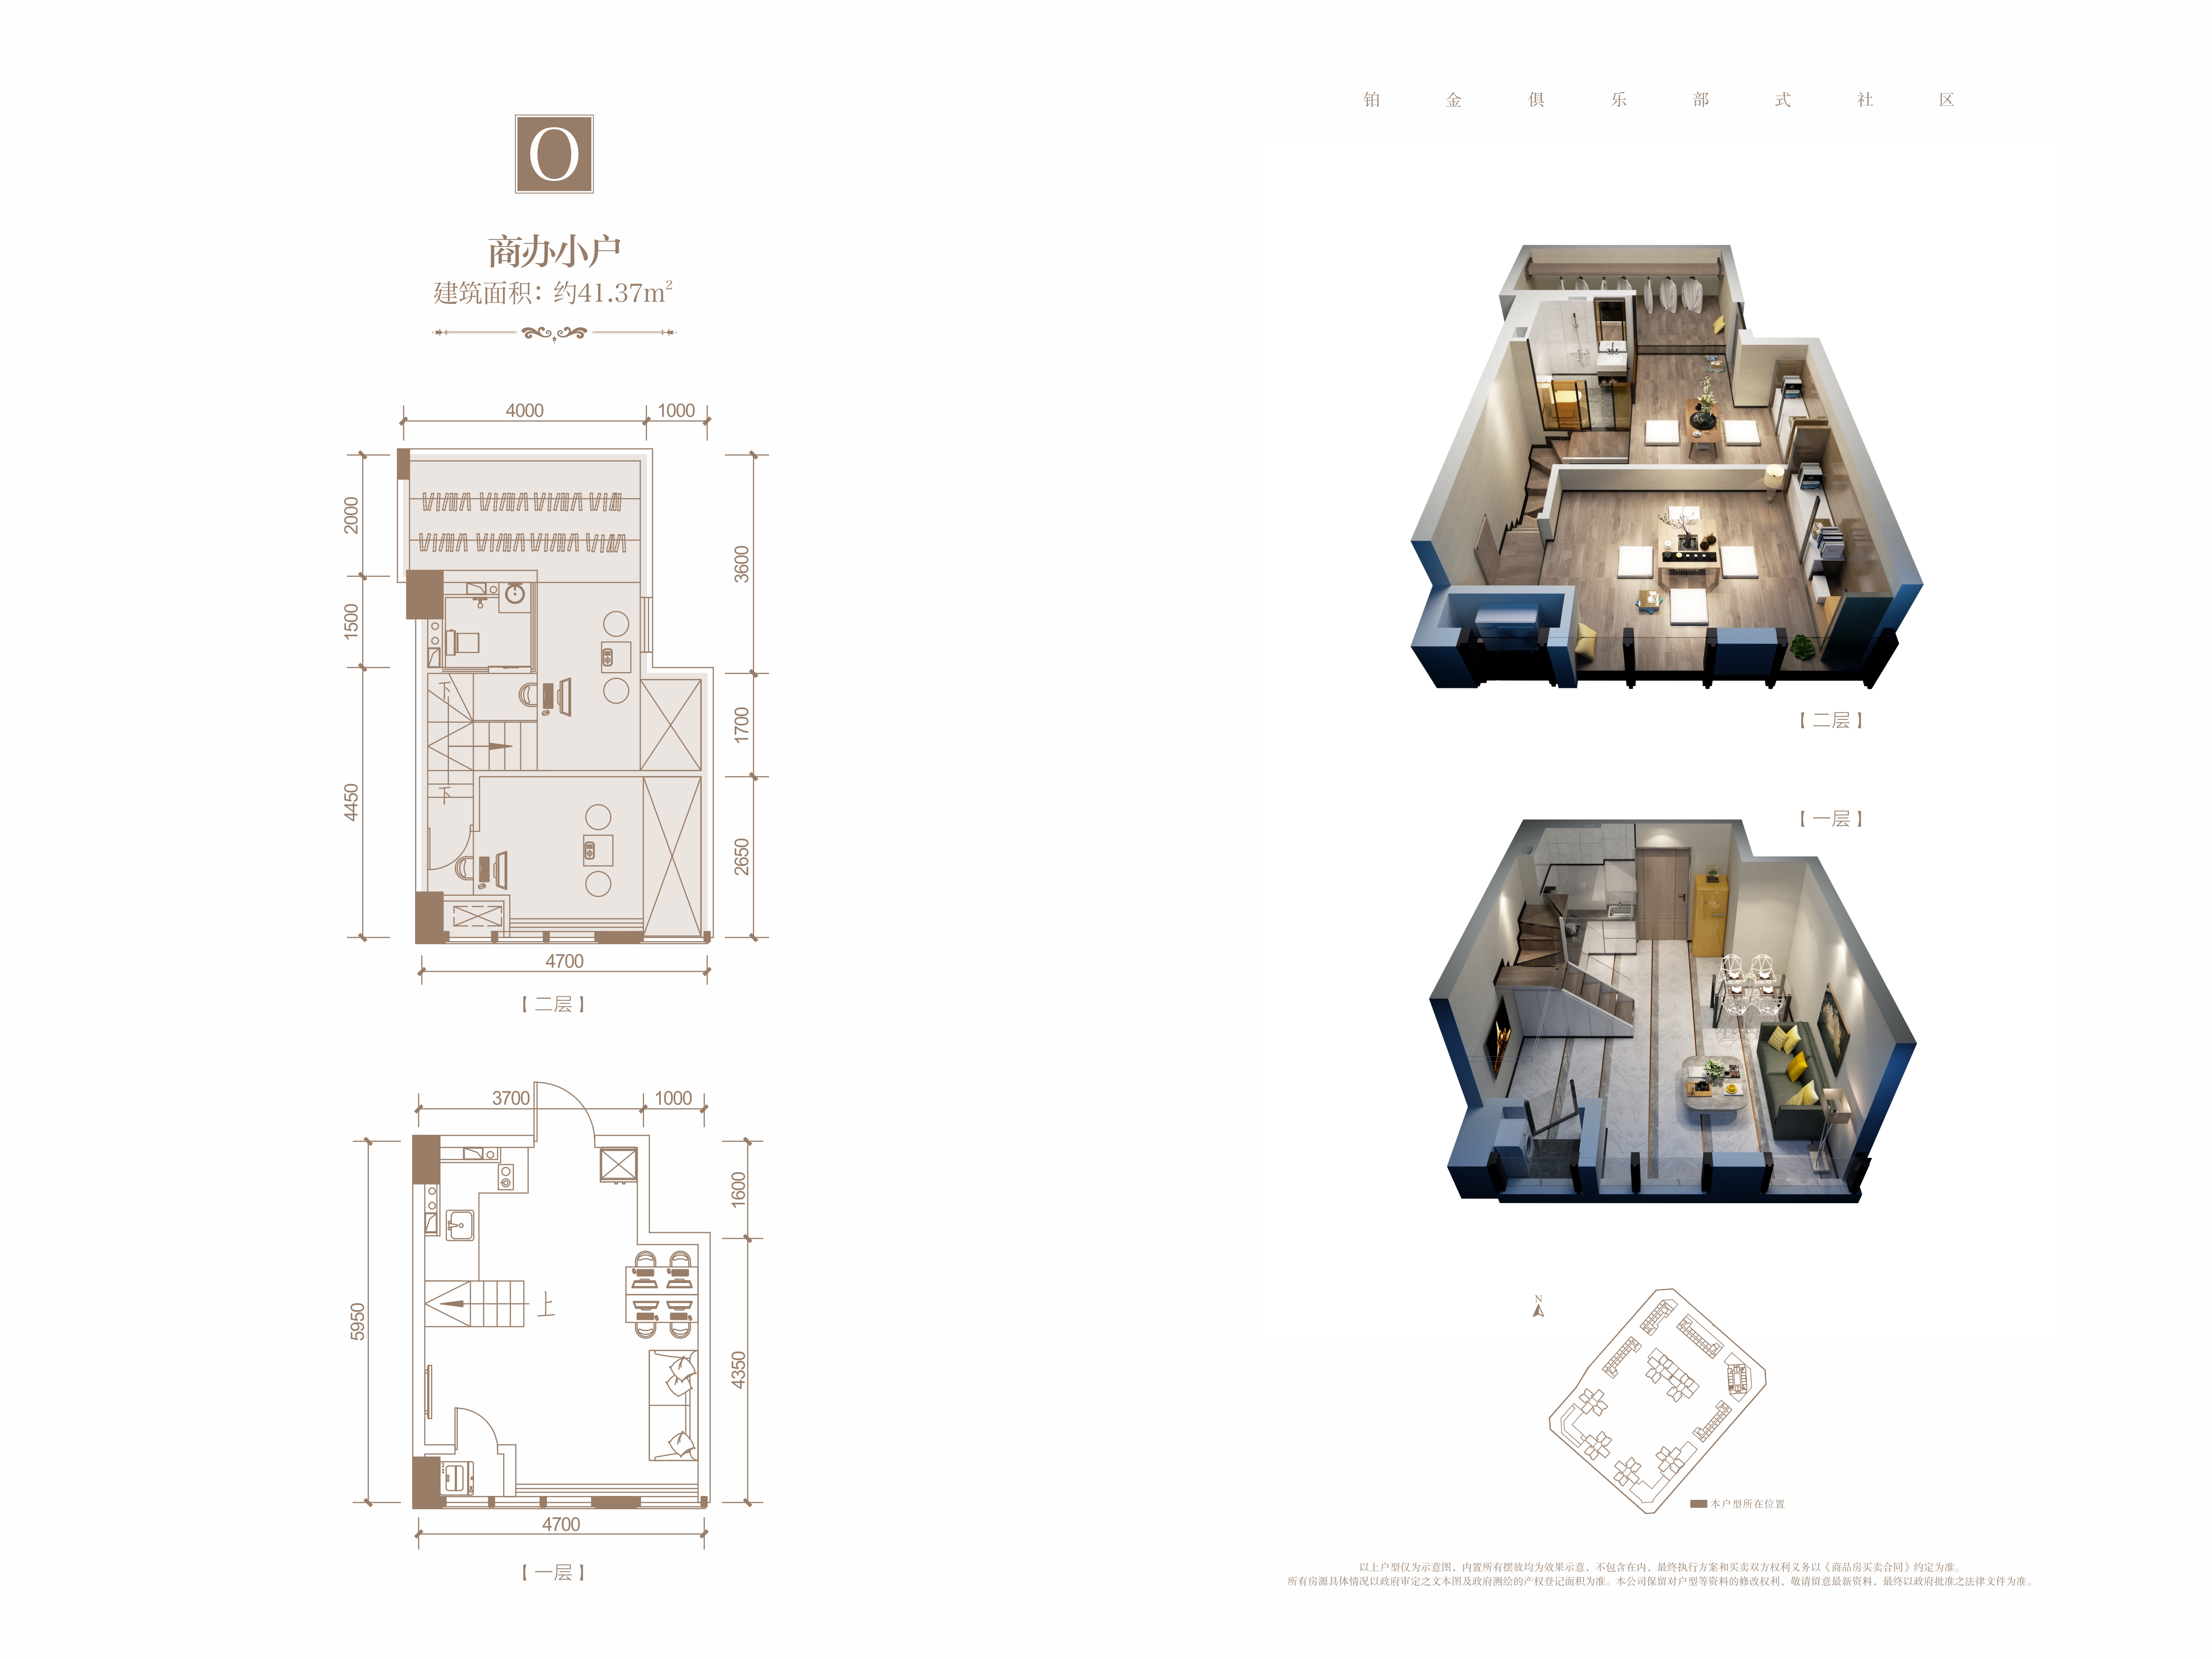 O
商办小户
建筑面积：约41.37m²
4000
1000
2000
1500
4450
3600
1700
2650
下
下
4700
【二层】
3700
1000
5950
1600
4350
上
4700
【一层】
铂金俱乐部式社区
【二层】
【一层】
N
本户型所在位置
以上户型仅为示意图，内置所有摆放均为效果示意，不包含在内，最终执行方案和买卖双方权利义务以《商品房买卖合同》约定为准。
所有房源具体情况以政府审定之文本图及政府测绘的产权登记面积为准。本公司保留对户型等资料的修改权利，敬请留意最新资料，最终以政府批准之法律文件为准。